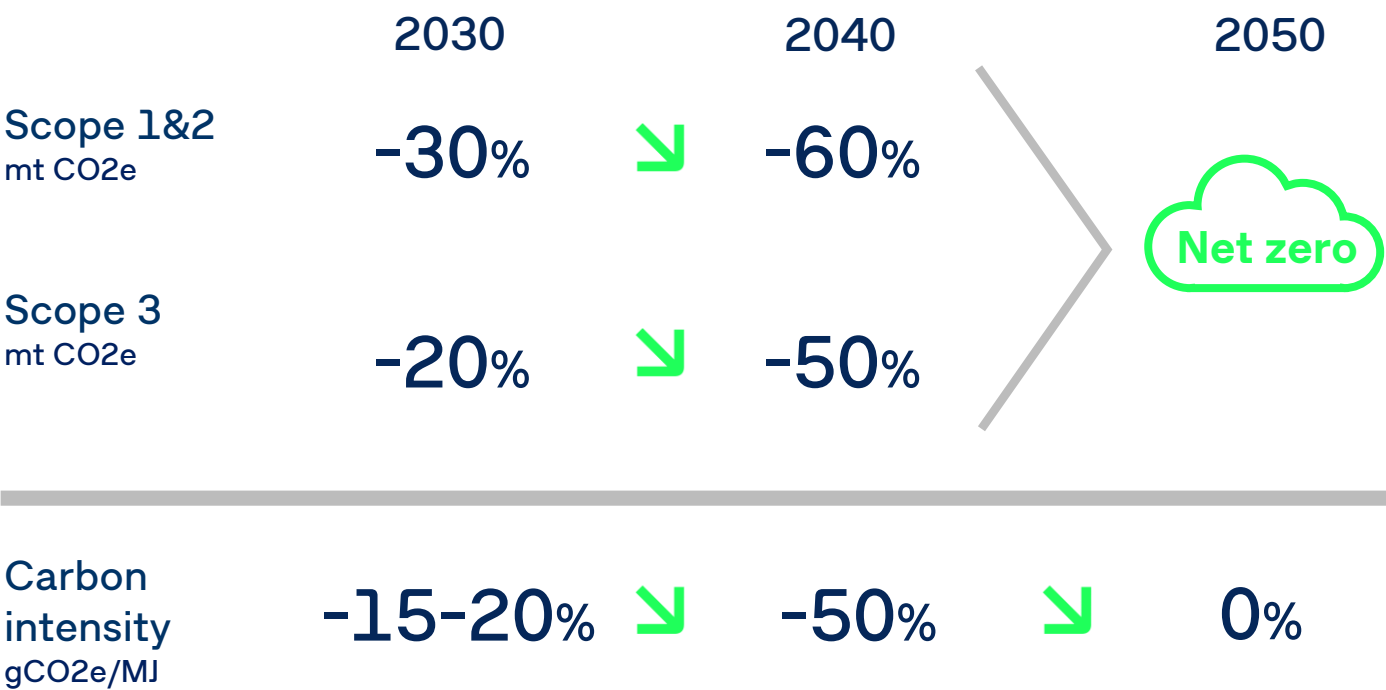 2030 2040 2050
Scope 1&2
mt CO2e
-30% -60%
Net zero
Scope 3
mt CO2e
-20% -50%
Carbon
intensity
gCO2e/MJ
-15-20% -50% 0%